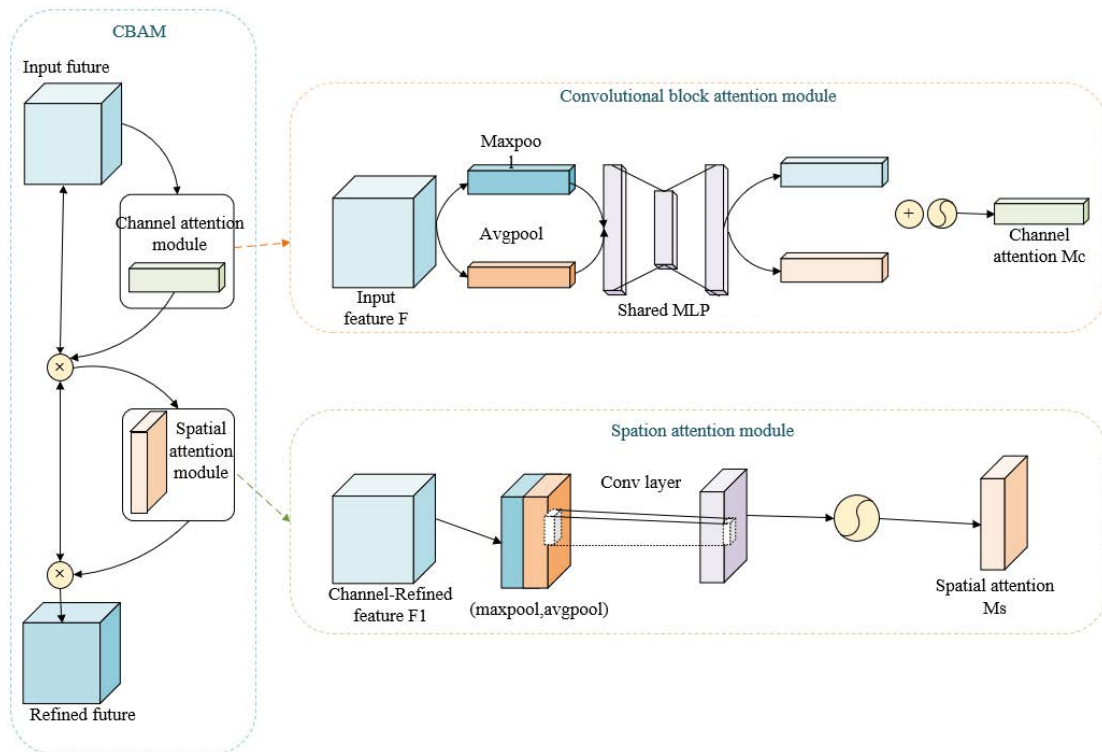 CBAM
Input future
Channel attention
module
×
Spatial
attention
module
×
Refined future
Convolutional block attention module
Maxpoo
l
Avgpool
Input
feature F
Shared MLP
+
Channel
attention Mc
Spation attention module
Conv layer
Channel-Refined
feature F1
(maxpool,avgpool)
Spatial attention
Ms